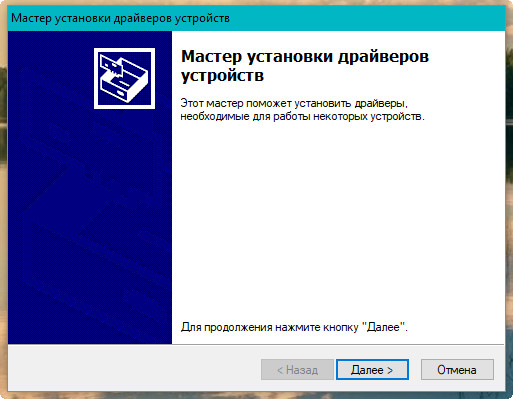 Мастер установки драйверов устройств
Мастер установки драйверов
устройств
Этот мастер поможет установить драйверы,
необходимые для работы некоторых устройств.
Для продолжения нажмите кнопку "Далее".
< Назад
Далее >
Отмена